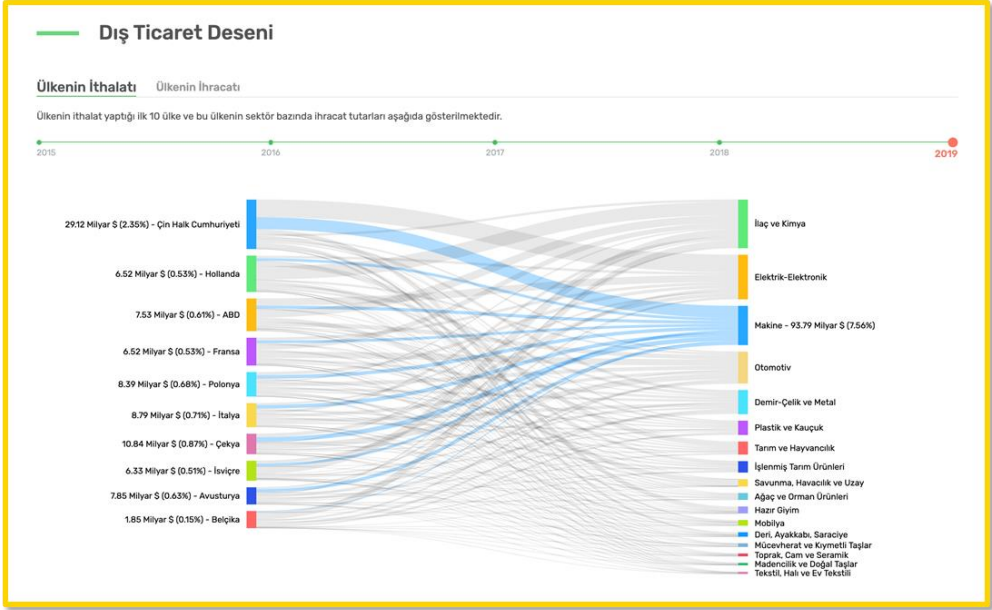 Dış Ticaret Deseni
Ülkenin İthalatı Ülkenin İhracatı
Ülkenin ithalat yaptığı ilk 10 ülke ve bu ülkenin sektör bazında ihracat tutarları aşağıda gösterilmektedir.
2015 2016 2017 2018 2019
29.12 Milyar $ (2.35%) - Çin Halk Cumhuriyeti
6.52 Milyar $ (0.53%) - Hollanda
7.53 Milyar $ (0.61%) - ABD
6.52 Milyar $ (0.53%) - Fransa
8.39 Milyar $ (0.68%) - Polonya
8.79 Milyar $ (0.71%) - İtalya
10.84 Milyar $ (0.87%) - Çekya
6.33 Milyar $ (0.51%) - İsviçre
7.85 Milyar $ (0.63%) - Avusturya
1.85 Milyar $ (0.15%) - Belçika
İlaç ve Kimya
Elektrik-Elektronik
Makine - 93.79 Milyar $ (7.56%)
Otomotiv
Demir-Çelik ve Metal
Plastik ve Kauçuk
Tarım ve Hayvancılık
İşlenmiş Tarım Ürünleri
Savunma, Havacılık ve Uzay
Ağaç ve Orman Ürünleri
Hazır Giyim
Mobilya
Deri, Ayakkabı, Saraciye
Mücevherat ve Kıymetli Taşlar
Toprak, Cam ve Seramik
Madencilik ve Doğal Taşlar
Tekstil, Halı ve Ev Tekstili